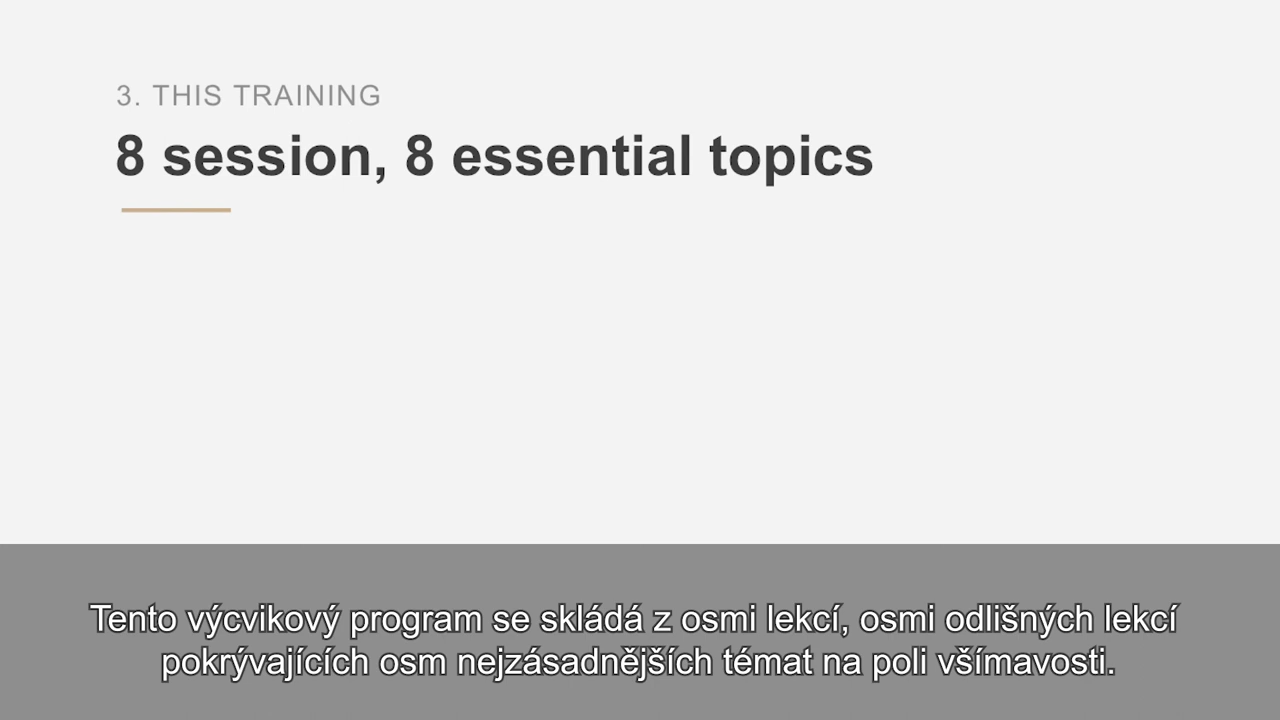 3. THIS TRAINING
8 session, 8 essential topics
Tento výcvikový program se skládá z osmi lekcí, osmi odlišných lekcí
pokrývajících osm nejzásadnějších témat na poli všímavosti.